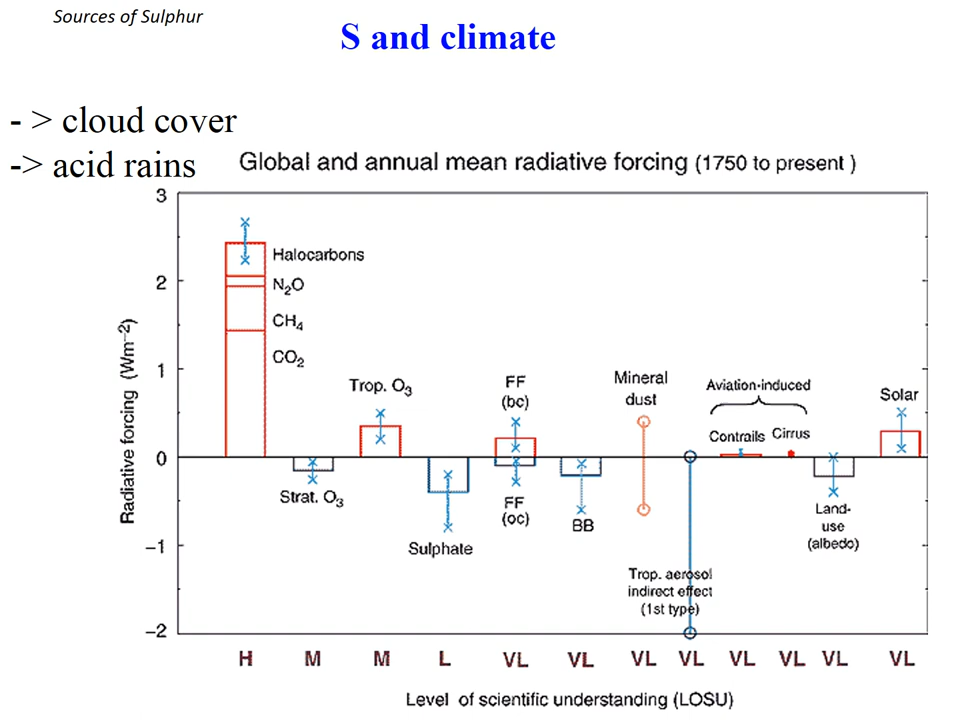 Sources of Sulphur
S and climate
- > cloud cover
-> acid rains
Global and annual mean radiative forcing (1750 to present )
Radiative forcing (Wm−2)
3
2
1
0
−1
−2
Halocarbons
N₂O
CH₄
CO₂
Strat. O₃
Trop. O₃
Sulphate
FF
(bc)
FF
(oc)
BB
Mineral
dust
Trop. aerosol
indirect effect
(1st type)
Aviation-induced
Contrails Cirrus
Land-
use
(albedo)
Solar
H M M L VL VL VL VL VL VL VL VL
Level of scientific understanding (LOSU)